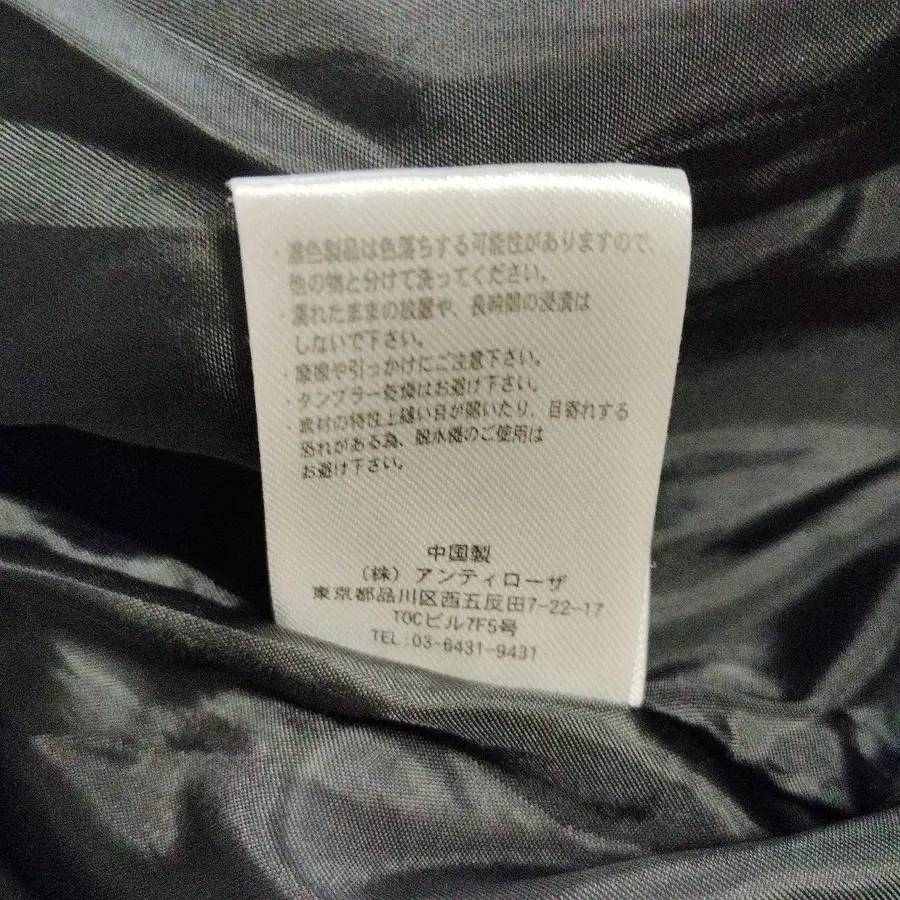 ・濃色製品は色落ちする可能性がありますので、
他の物と分けて洗ってください。
・濡れたままの放置や、長時間の浸漬は
しないで下さい。
・摩擦や引っかけにご注意下さい。
・タンブラー乾燥はお避け下さい。
・素材の特性上縫い目が開いたり、目寄れする
恐れがある為、脱水機のご使用は
お避け下さい。
中国製
(株) アンティローザ
東京都品川区西五反田7-22-17
TOCビル7F5号
TEL:03-6431-9431